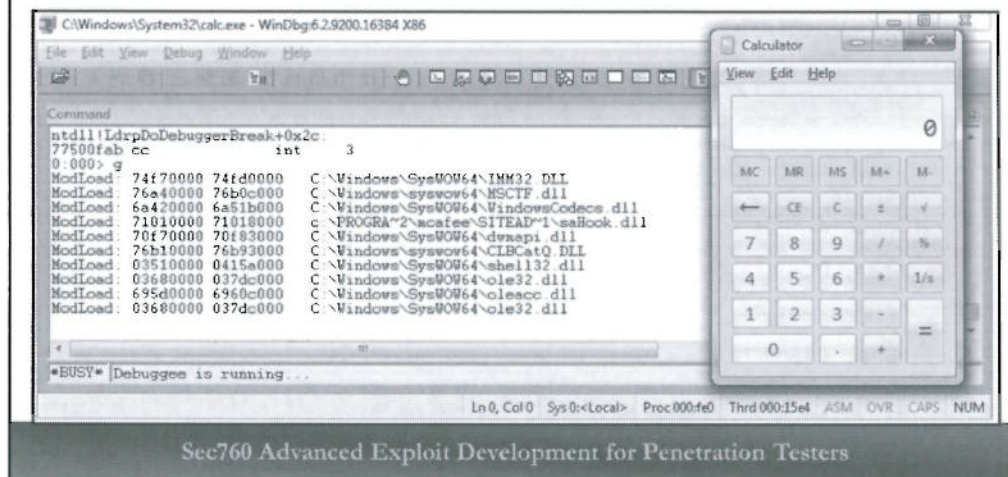 C:\Windows\System32\calc.exe - WinDbg:6.2.9200.16384 X86
File Edit View Debug Window Help
Command
ntdll!LdrpDoDebuggerBreak+0x2c:
77500fab cc int 3
0:000> g
ModLoad: 74f70000 74fd0000 C:\Windows\SysWOW64\IMM32.DLL
ModLoad: 76a40000 76b0c000 C:\Windows\syswow64\MSCTF.dll
ModLoad: 6a420000 6a51b000 C:\Windows\SysWOW64\WindowsCodecs.dll
ModLoad: 71010000 71018000 c:\PROGRA~2\mcafee\SITEAD~1\saHook.dll
ModLoad: 70f70000 70f83000 C:\Windows\SysWOW64\dwmapi.dll
ModLoad: 76b10000 76b93000 C:\Windows\syswow64\CLBCatQ.DLL
ModLoad: 03510000 0415a000 C:\Windows\SysWOW64\shell32.dll
ModLoad: 03680000 037dc000 C:\Windows\SysWOW64\ole32.dll
ModLoad: 695d0000 6960c000 C:\Windows\SysWOW64\oleacc.dll
ModLoad: 03680000 037dc000 C:\Windows\SysWOW64\ole32.dll
*BUSY* Debuggee is running...
Ln 0, Col 0 Sys 0:<Local> Proc 000:fe0 Thrd 000:15e4 ASM OVR CAPS NUM
Calculator
View Edit Help
0
MC MR MS M+ M-
← CE C ± √
7 8 9 / %
4 5 6 * 1/x
1 2 3 - =
0 . +
Sec760 Advanced Exploit Development for Penetration Testers